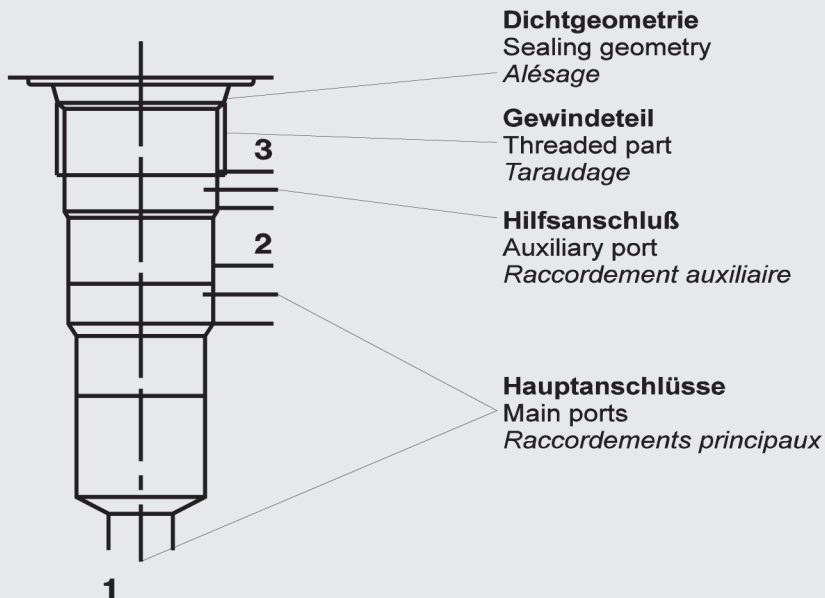 Dichtgeometrie
Sealing geometry
Alésage
Gewindeteil
Threaded part
Taraudage
3
Hilfsanschluß
Auxiliary port
Raccordement auxiliaire
2
Hauptanschlüsse
Main ports
Raccordements principaux
1